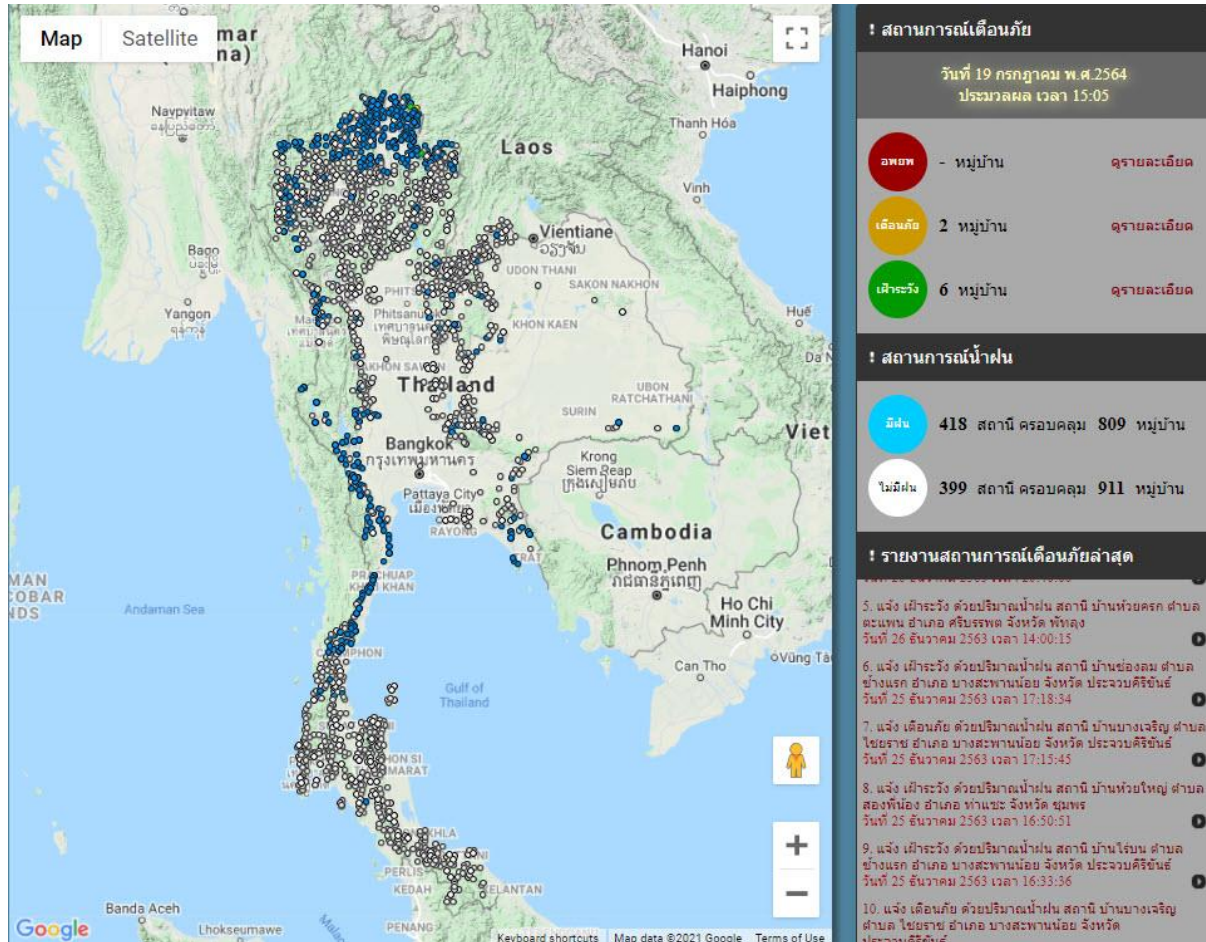 Map
Satellite
Hanoi
Haiphong
Thanh Hóa
Laos
Vinh
Vientiane
ວຽງຈັນ
UDON THANI
SAKON NAKHON
KHON KAEN
Bago
Yangon
Huế
Thailand
UBON
RATCHATHANI
SURIN
Bangkok
กรุงเทพมหานคร
Krong
Siem Reap
Pattaya City
RAYONG
Cambodia
Phnom Penh
រាជធានីភ្នំពេញ
Ho Chi
Minh City
Can Tho
Andaman Sea
Gulf of
Thailand
PERLIS
KEDAH
PENANG
Banda Aceh
Lhokseumawe
Google
Keyboard shortcuts
Map data ©2021 Google
Terms of Use
! สถานการณ์เตือนภัย
วันที่ 19 กรกฎาคม พ.ศ.2564
ประมวลผล เวลา 15:05
อพยพ - หมู่บ้าน ดูรายละเอียด
เตือนภัย 2 หมู่บ้าน ดูรายละเอียด
เฝ้าระวัง 6 หมู่บ้าน ดูรายละเอียด
! สถานการณ์น้ำฝน
มีฝน 418 สถานี ครอบคลุม 809 หมู่บ้าน
ไม่มีฝน 399 สถานี ครอบคลุม 911 หมู่บ้าน
! รายงานสถานการณ์เตือนภัยล่าสุด
5. แจ้ง เฝ้าระวัง ด้วยปริมาณน้ำฝน สถานี บ้านห้วยครก ตำบล
ตะแพน อำเภอ ศรีบรรพต จังหวัด พัทลุง
วันที่ 26 ธันวาคม 2563 เวลา 14:00:15
6. แจ้ง เฝ้าระวัง ด้วยปริมาณน้ำฝน สถานี บ้านช่องลม ตำบล
ช้างแรก อำเภอ บางสะพานน้อย จังหวัด ประจวบคีรีขันธ์
วันที่ 25 ธันวาคม 2563 เวลา 17:18:34
7. แจ้ง เตือนภัย ด้วยปริมาณน้ำฝน สถานี บ้านบางเจริญ ตำบล
ไชยราช อำเภอ บางสะพานน้อย จังหวัด ประจวบคีรีขันธ์
วันที่ 25 ธันวาคม 2563 เวลา 17:15:45
8. แจ้ง เฝ้าระวัง ด้วยปริมาณน้ำฝน สถานี บ้านห้วยใหญ่ ตำบล
สองพี่น้อง อำเภอ ท่าแซะ จังหวัด ชุมพร
วันที่ 25 ธันวาคม 2563 เวลา 16:50:51
9. แจ้ง เฝ้าระวัง ด้วยปริมาณน้ำฝน สถานี บ้านไร่บน ตำบล
ช้างแรก อำเภอ บางสะพานน้อย จังหวัด ประจวบคีรีขันธ์
วันที่ 25 ธันวาคม 2563 เวลา 16:33:36
10. แจ้ง เตือนภัย ด้วยปริมาณน้ำฝน สถานี บ้านบางเจริญ
ตำบล ไชยราช อำเภอ บางสะพานน้อย จังหวัด
ประจวบคีรีขันธ์